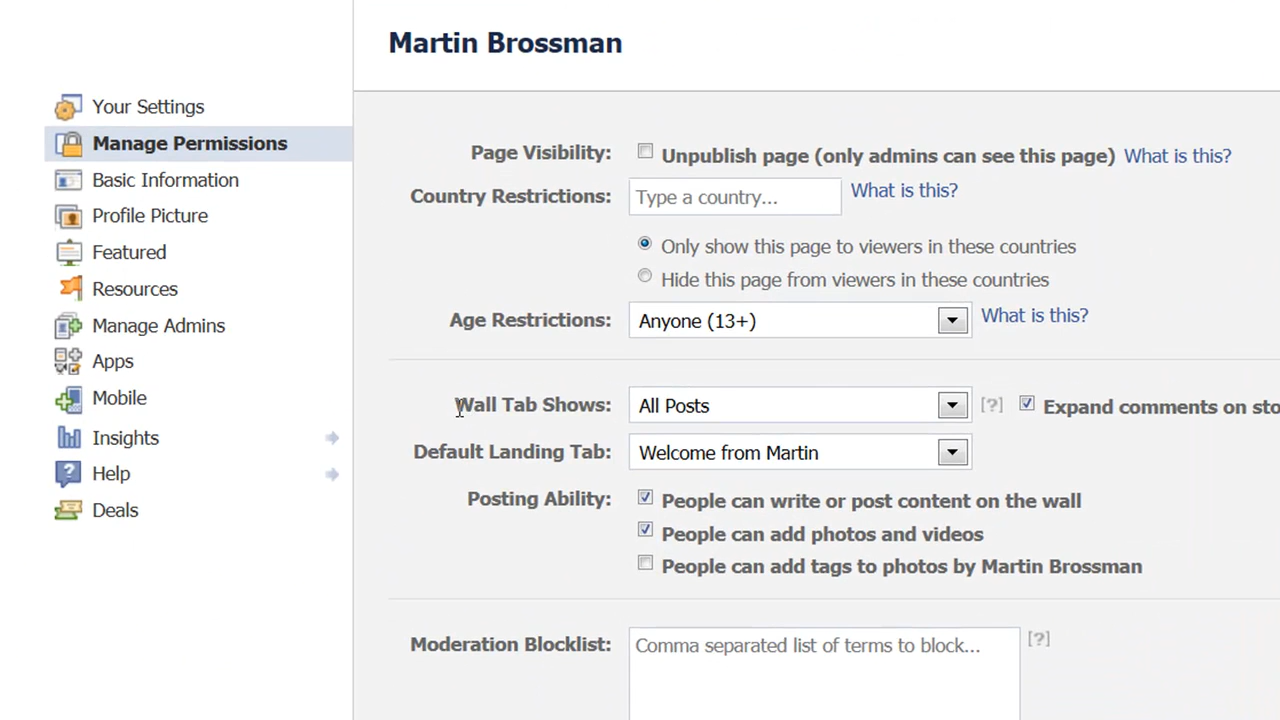 Martin Brossman
Your Settings
Manage Permissions
Basic Information
Profile Picture
Featured
Resources
Manage Admins
Apps
Mobile
Insights
Help
Deals
Page Visibility: Unpublish page (only admins can see this page) What is this?
Country Restrictions: Type a country... What is this?
Only show this page to viewers in these countries
Hide this page from viewers in these countries
Age Restrictions: Anyone (13+) What is this?
Wall Tab Shows: All Posts [?] Expand comments on sto
Default Landing Tab: Welcome from Martin
Posting Ability: People can write or post content on the wall
People can add photos and videos
People can add tags to photos by Martin Brossman
Moderation Blocklist: Comma separated list of terms to block... [?]